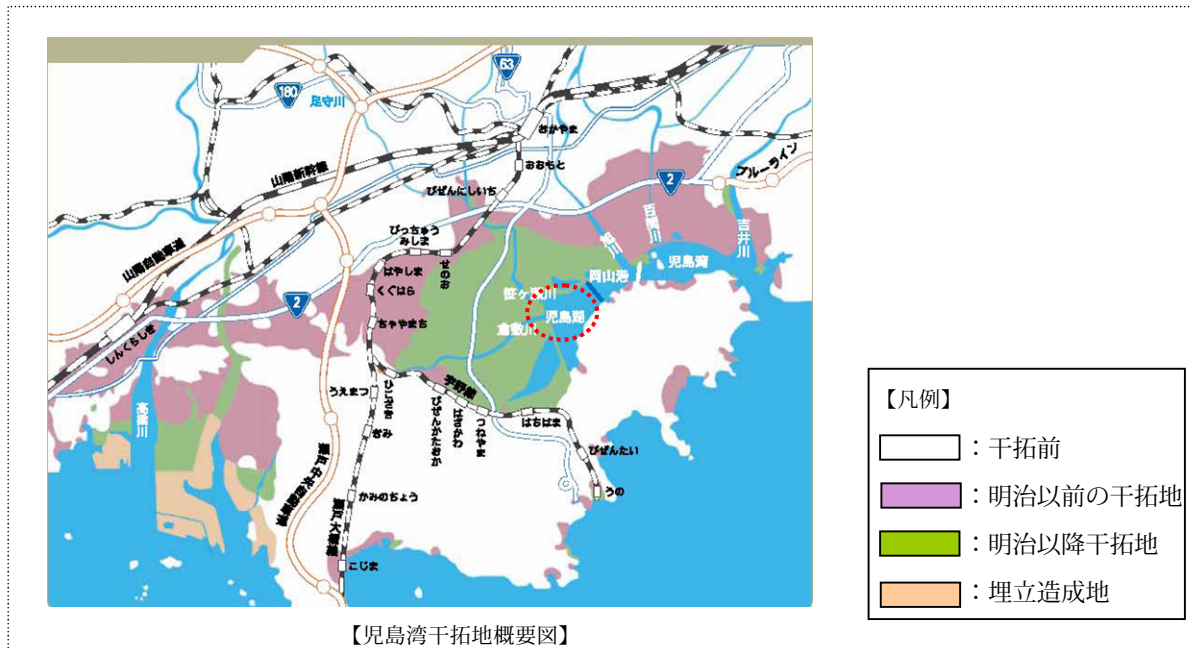 53
180
足守川
おかやま
おおもと
山陽新幹線
ブルーライン
2
びぜんにしいち
百間川
吉井川
旭川
びっちゅう
みしま
山陽自動車道
せのお
はやしま
児島湾
岡山港
くぐはら
笹ヶ瀬川
2
児島湖
倉敷川
ちゃやまち
しんくらしき
宇野線
うえまつ
ひこさき
びぜんかたおか
はざかわ
つねやま
はちはま
高梁川
きみ
びぜんたい
かみのちょう
うの
瀬戸中央自動車道
瀬戸大橋線
こじま
【児島湾干拓地概要図】
【凡例】
：干拓前
：明治以前の干拓地
：明治以降干拓地
：埋立造成地